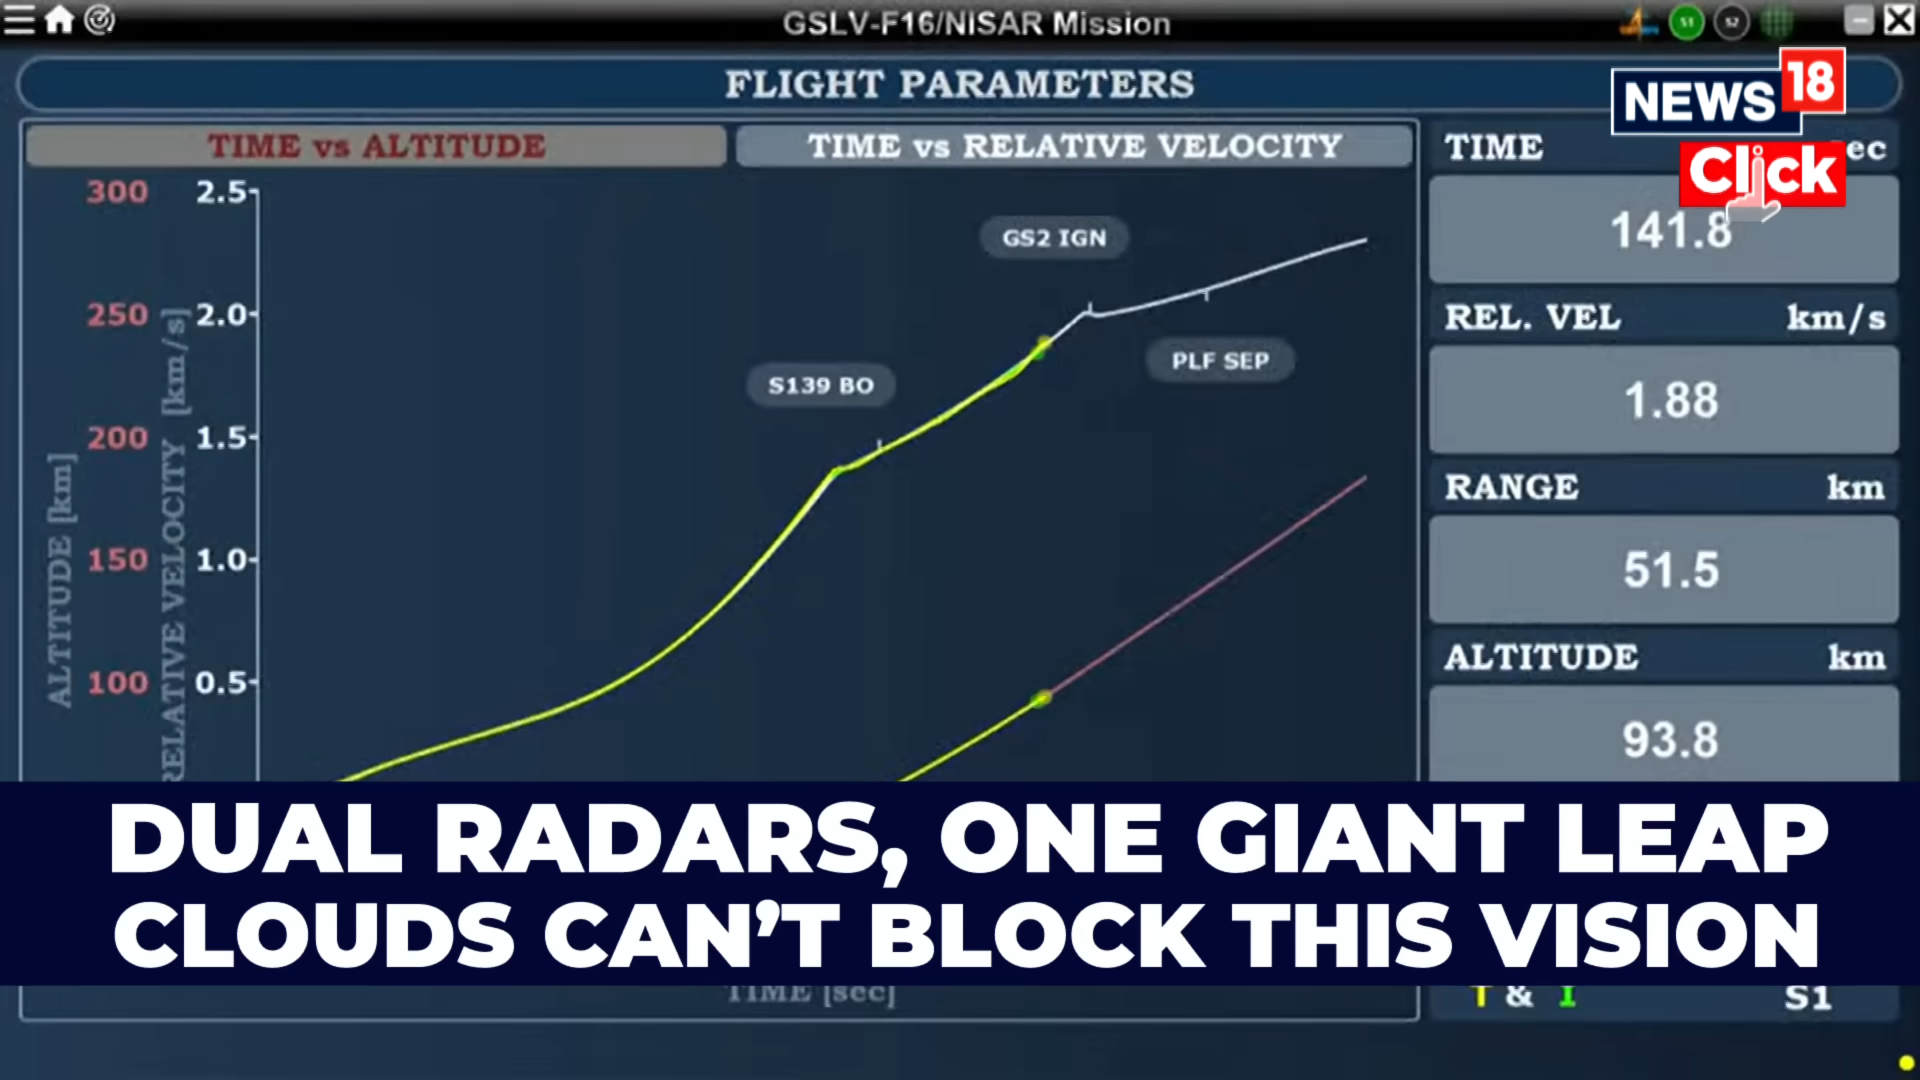 GSLV-F16/NISAR Mission
S1
S2
FLIGHT PARAMETERS
NEWS 18
Click
TIME vs ALTITUDE
TIME vs RELATIVE VELOCITY
TIME
ec
141.8
REL. VEL km/s
1.88
RANGE km
51.5
ALTITUDE km
93.8
300
250
200
150
100
2.5
2.0
1.5
1.0
0.5
ALTITUDE [km]
RELATIVE VELOCITY [km/s]
GS2 IGN
S139 BO
PLF SEP
DUAL RADARS, ONE GIANT LEAP
CLOUDS CAN'T BLOCK THIS VISION
TIME [sec]
T & I S1